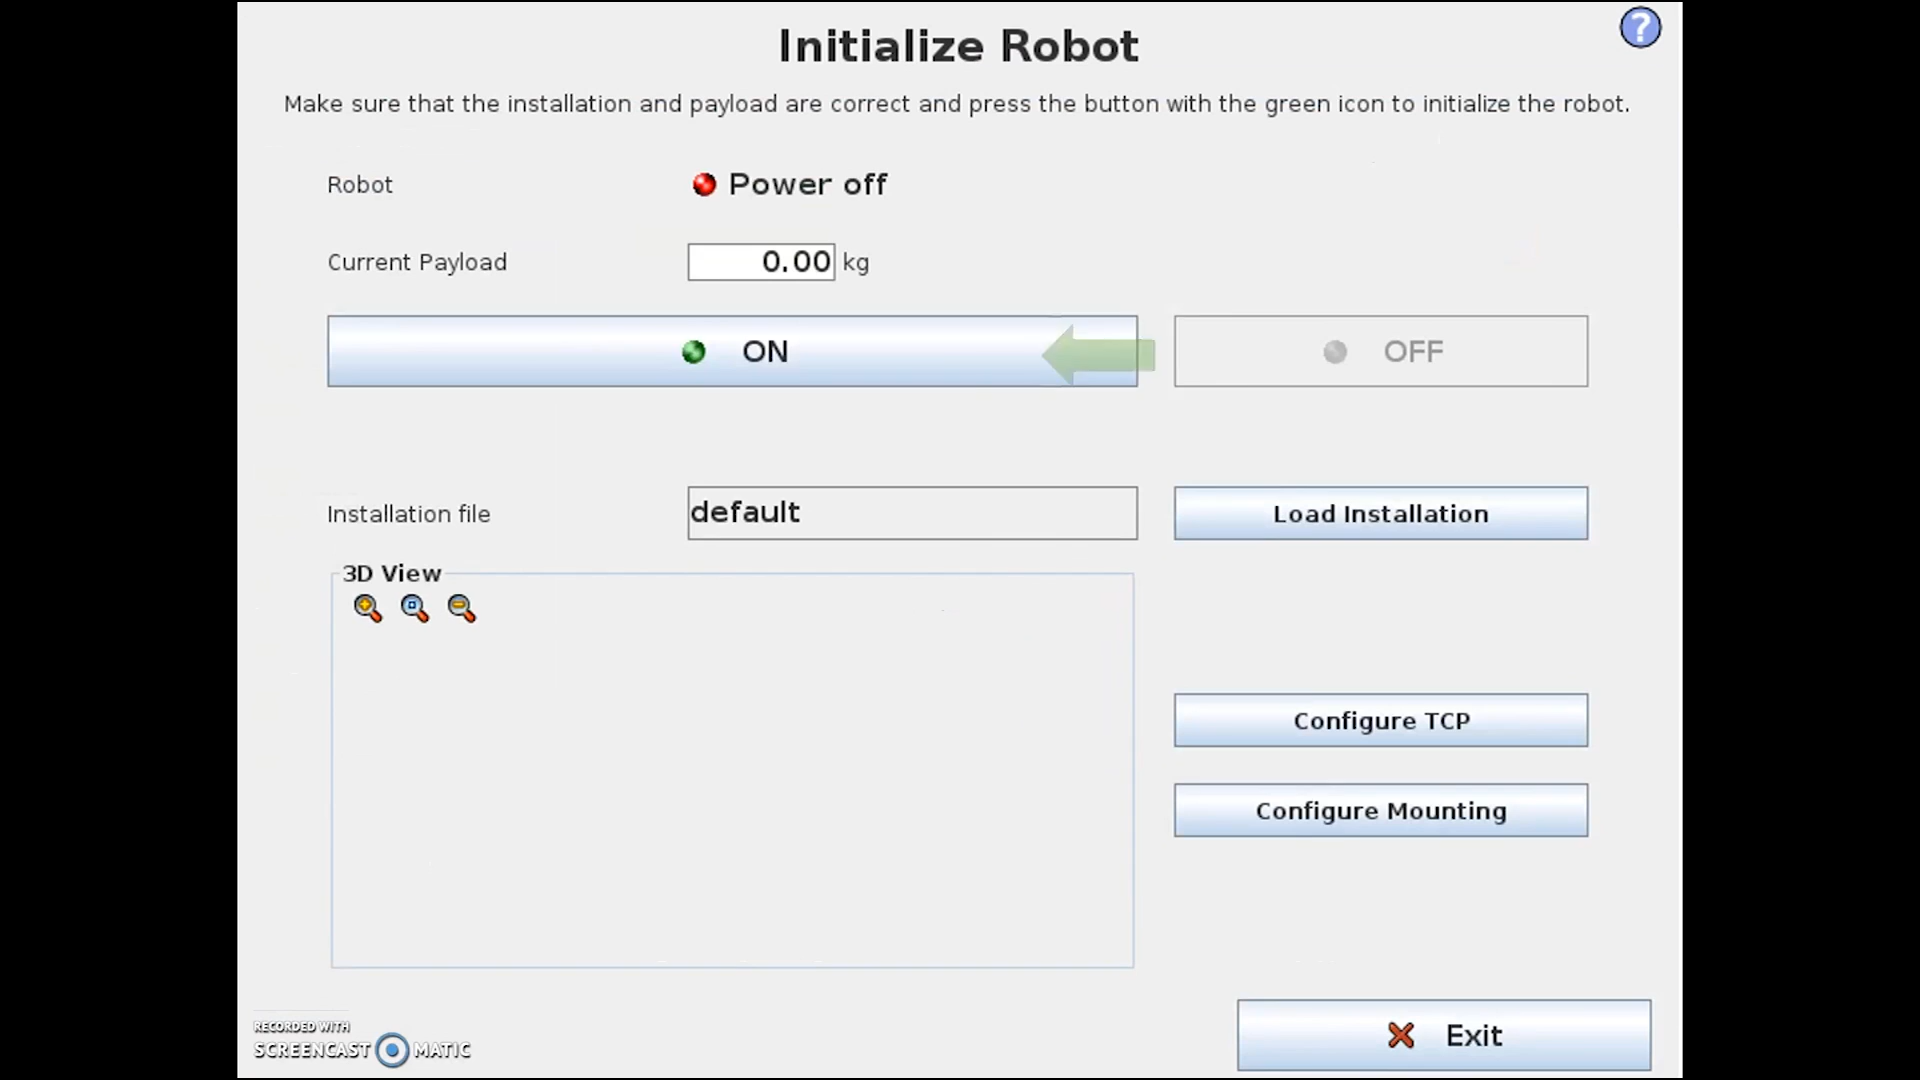 Initialize Robot
?
Make sure that the installation and payload are correct and press the button with the green icon to initialize the robot.
Robot
Power off
Current Payload
0.00 kg
ON
OFF
Installation file
default
Load Installation
3D View
Configure TCP
Configure Mounting
RECORDED WITH
SCREENCAST MATIC
Exit